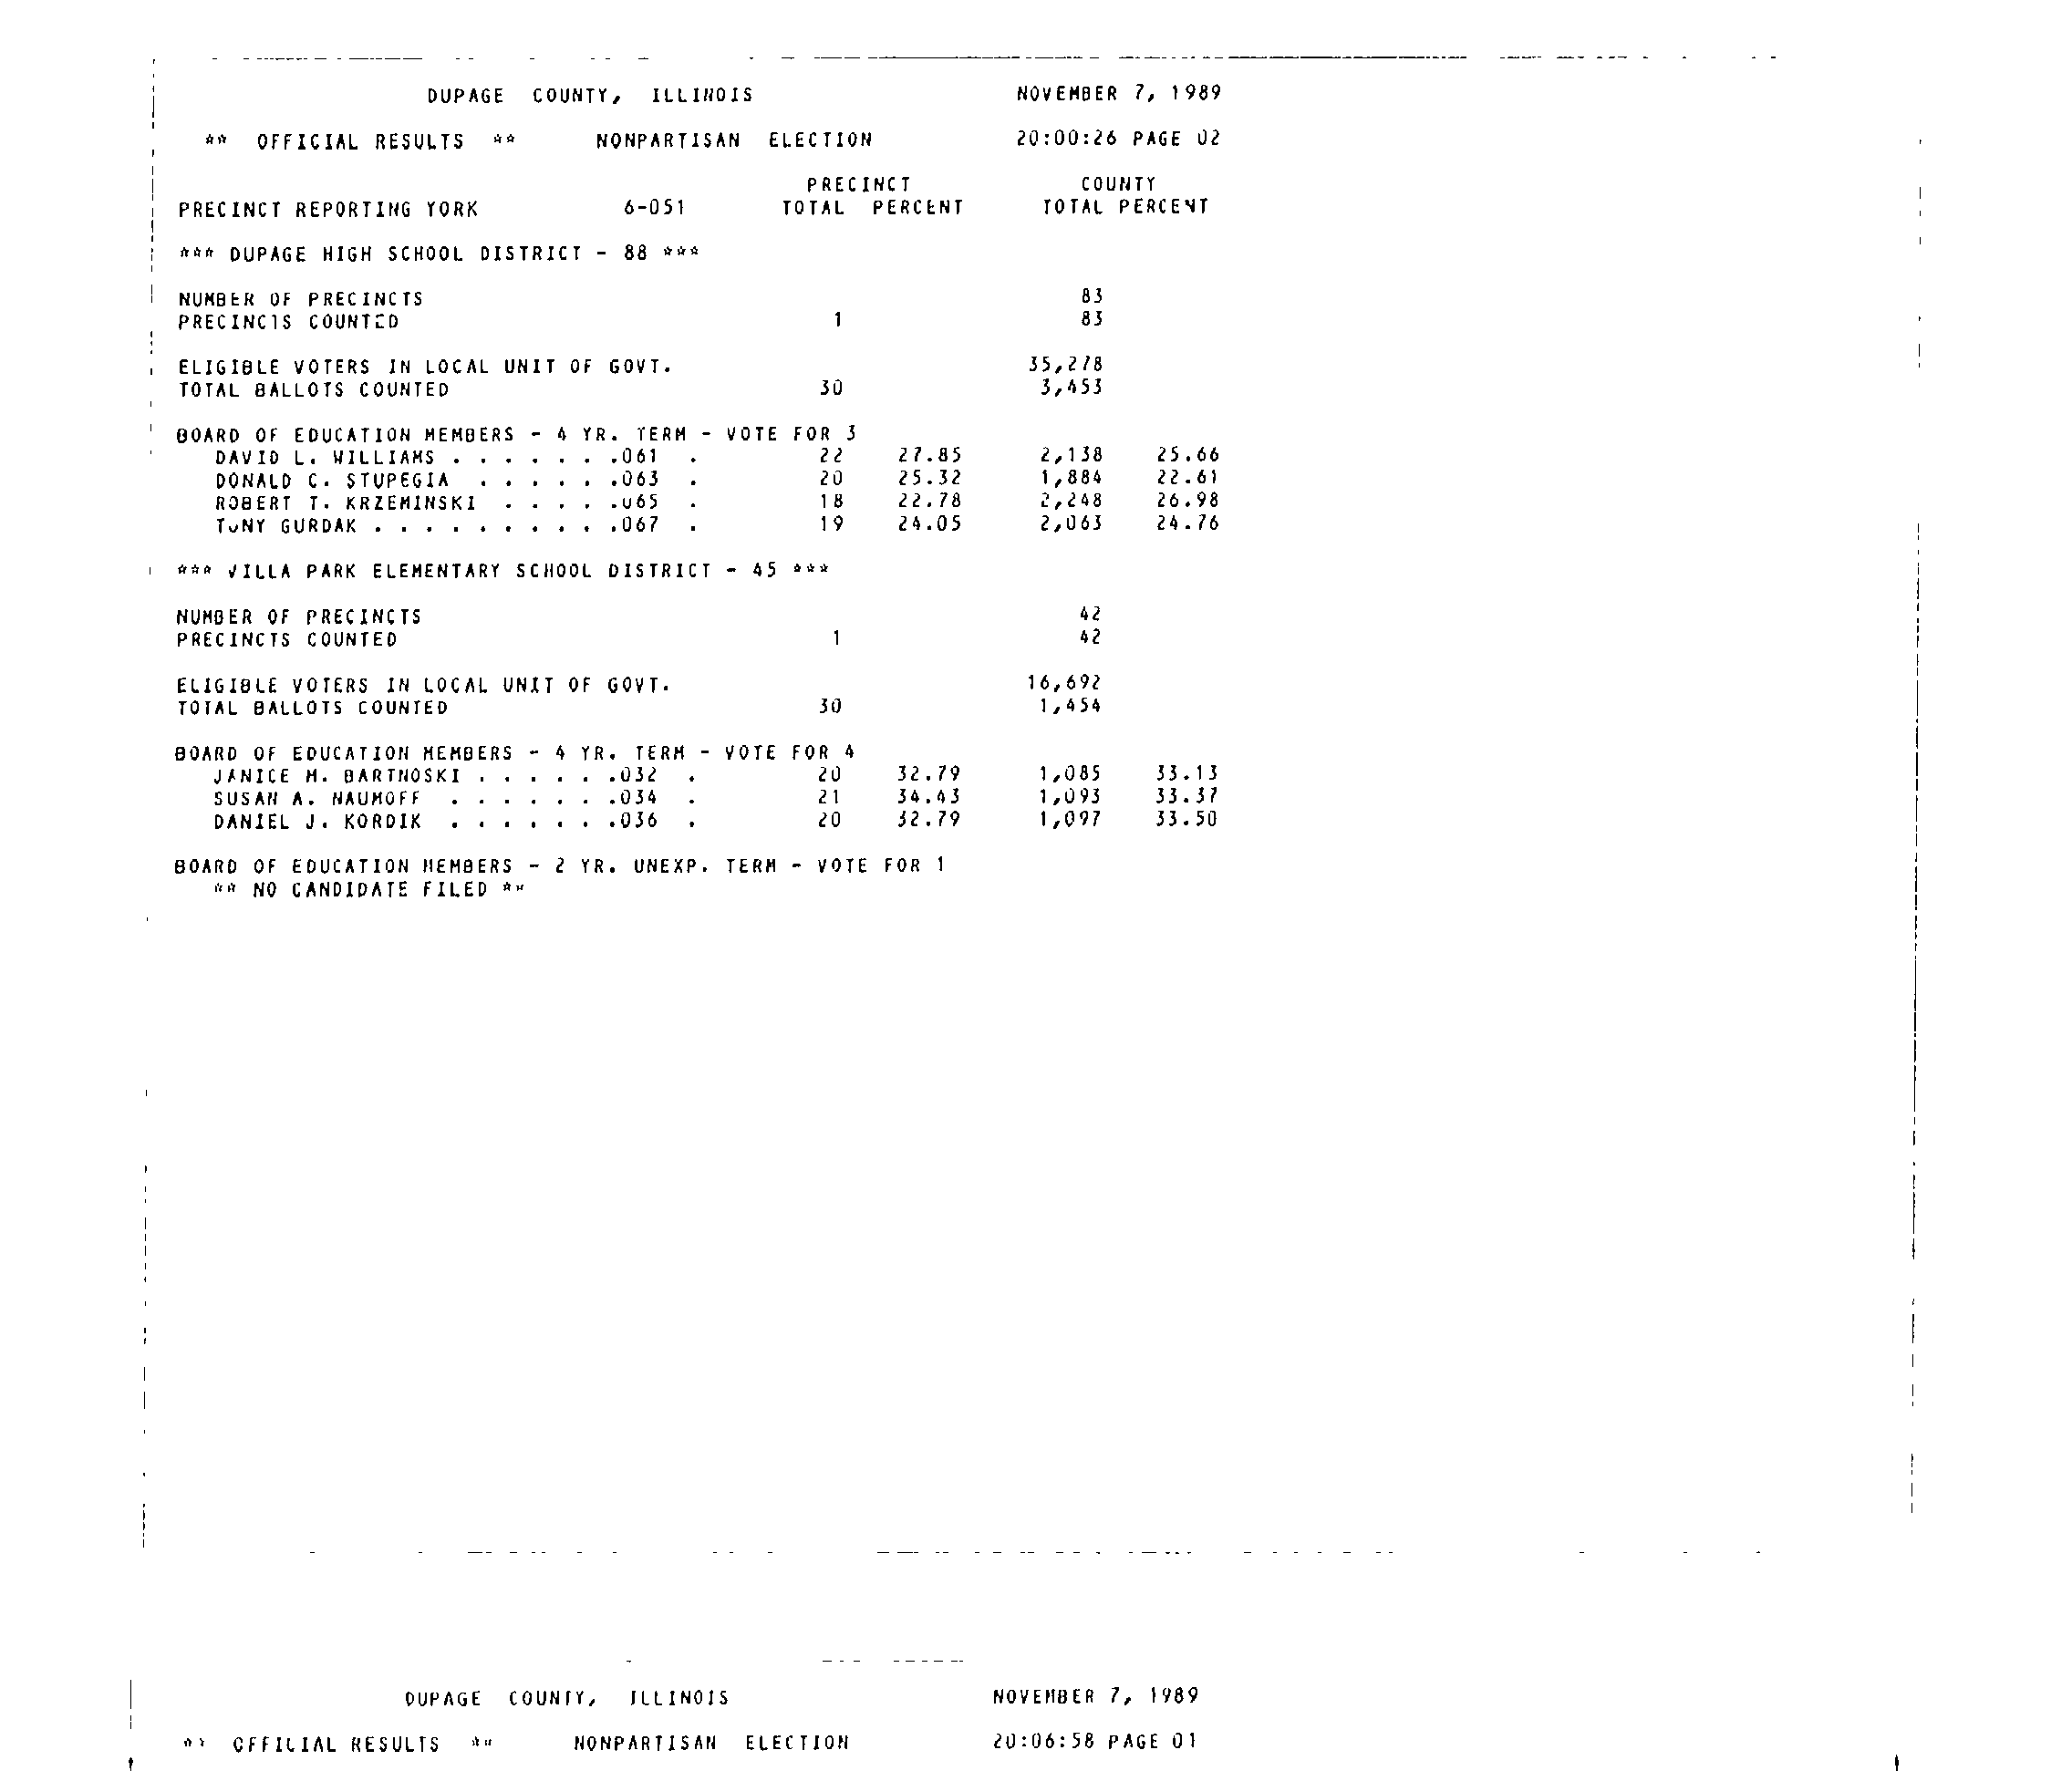 DUPAGE COUNTY, ILLINOIS NOVEMBER 7, 1989
** OFFICIAL RESULTS ** NONPARTISAN ELECTION 20:00:26 PAGE 02
PRECINCT COUNTY
PRECINCT REPORTING YORK 6-051 TOTAL PERCENT TOTAL PERCENT
*** DUPAGE HIGH SCHOOL DISTRICT - 88 ***
NUMBER OF PRECINCTS 83
PRECINCTS COUNTED 1 83
ELIGIBLE VOTERS IN LOCAL UNIT OF GOVT. 35,278
TOTAL BALLOTS COUNTED 30 3,453
BOARD OF EDUCATION MEMBERS - 4 YR. TERM - VOTE FOR 3
DAVID L. WILLIAMS . . . . . . .061 . 22 27.85 2,138 25.66
DONALD C. STUPEGIA . . . . . .063 . 20 25.32 1,884 22.61
ROBERT T. KRZEMINSKI . . . . .065 . 18 22.78 2,248 26.98
TONY GURDAK . . . . . . . . . .067 . 19 24.05 2,063 24.76
*** VILLA PARK ELEMENTARY SCHOOL DISTRICT - 45 ***
NUMBER OF PRECINCTS 42
PRECINCTS COUNTED 1 42
ELIGIBLE VOTERS IN LOCAL UNIT OF GOVT. 16,692
TOTAL BALLOTS COUNTED 30 1,454
BOARD OF EDUCATION MEMBERS - 4 YR. TERM - VOTE FOR 4
JANICE M. BARTNOSKI . . . . . .032 . 20 32.79 1,085 33.13
SUSAN A. NAUMOFF . . . . . . .034 . 21 34.43 1,093 33.37
DANIEL J. KORDIK . . . . . . .036 . 20 32.79 1,097 33.50
BOARD OF EDUCATION MEMBERS - 2 YR. UNEXP. TERM - VOTE FOR 1
** NO CANDIDATE FILED **
DUPAGE COUNTY, ILLINOIS NOVEMBER 7, 1989
** OFFICIAL RESULTS ** NONPARTISAN ELECTION 20:06:58 PAGE 01